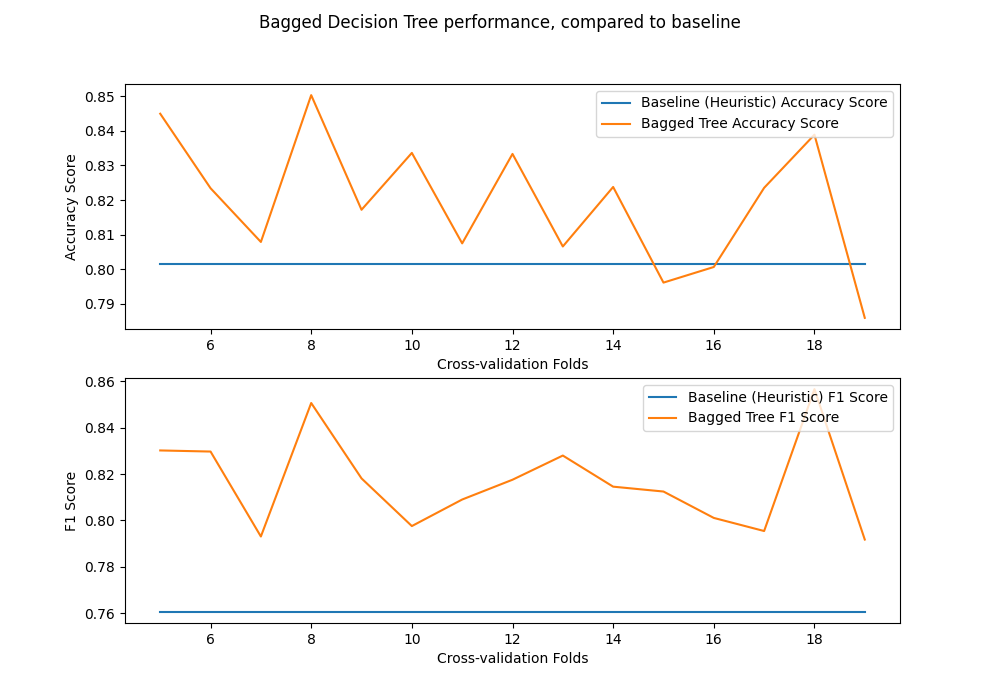 Bagged Decision Tree performance, compared to baseline
0.85
0.84
0.83
0.82
0.81
0.80
0.79
Accuracy Score
Baseline (Heuristic) Accuracy Score
Bagged Tree Accuracy Score
6 8 10 12 14 16 18
Cross-validation Folds
0.86
0.84
0.82
0.80
0.78
0.76
F1 Score
Baseline (Heuristic) F1 Score
Bagged Tree F1 Score
6 8 10 12 14 16 18
Cross-validation Folds